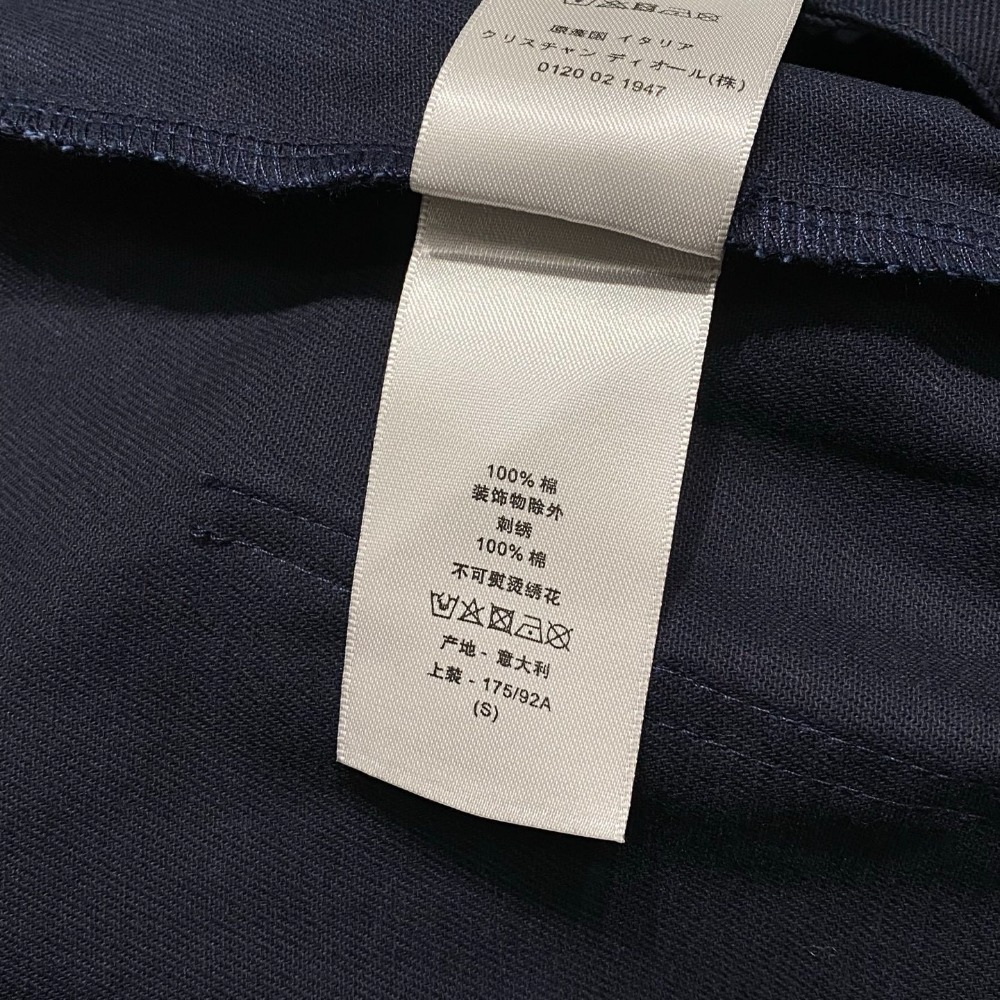 原産国 イタリア
クリスチャン ディオール(株)
0120 02 1947
100% 棉
装饰物除外
刺绣
100% 棉
不可熨烫绣花
产地 - 意大利
上装 - 175/92A
(S)